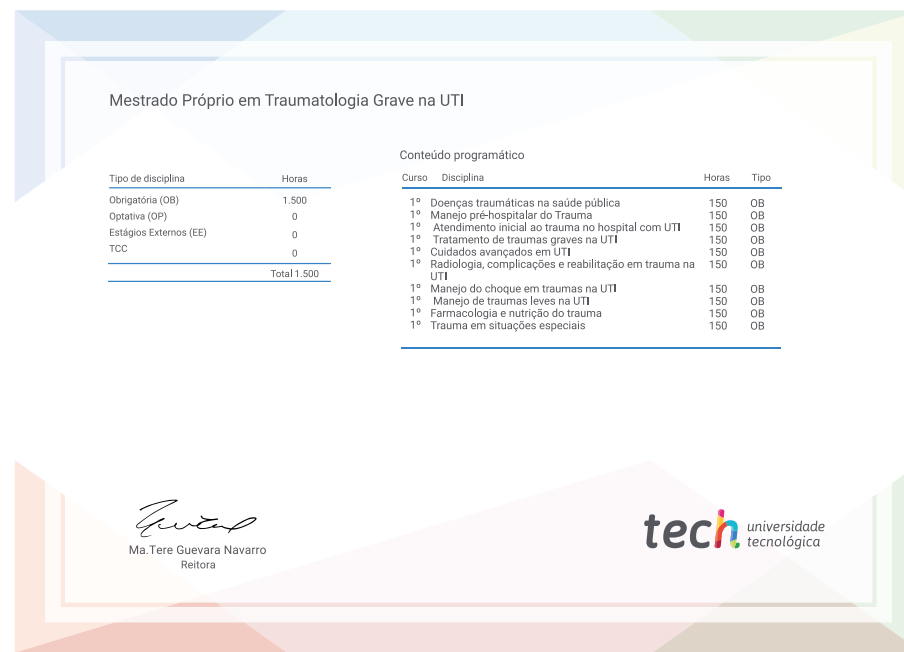 Mestrado Próprio em Traumatologia Grave na UTI
Tipo de disciplina Horas
Obrigatória (OB) 1.500
Optativa (OP) 0
Estágios Externos (EE) 0
TCC 0
Total 1.500
Conteúdo programático
Curso Disciplina Horas Tipo
1º Doenças traumáticas na saúde pública 150 OB
1º Manejo pré-hospitalar do Trauma 150 OB
1º Atendimento inicial ao trauma no hospital com UTI 150 OB
1º Tratamento de traumas graves na UTI 150 OB
1º Cuidados avançados em UTI 150 OB
1º Radiologia, complicações e reabilitação em trauma na 150 OB
UTI
1º Manejo do choque em traumas na UTI 150 OB
1º Manejo de traumas leves na UTI 150 OB
1º Farmacologia e nutrição do trauma 150 OB
1º Trauma em situações especiais 150 OB
Ma.Tere Guevara Navarro
Reitora
tech universidade
tecnológica